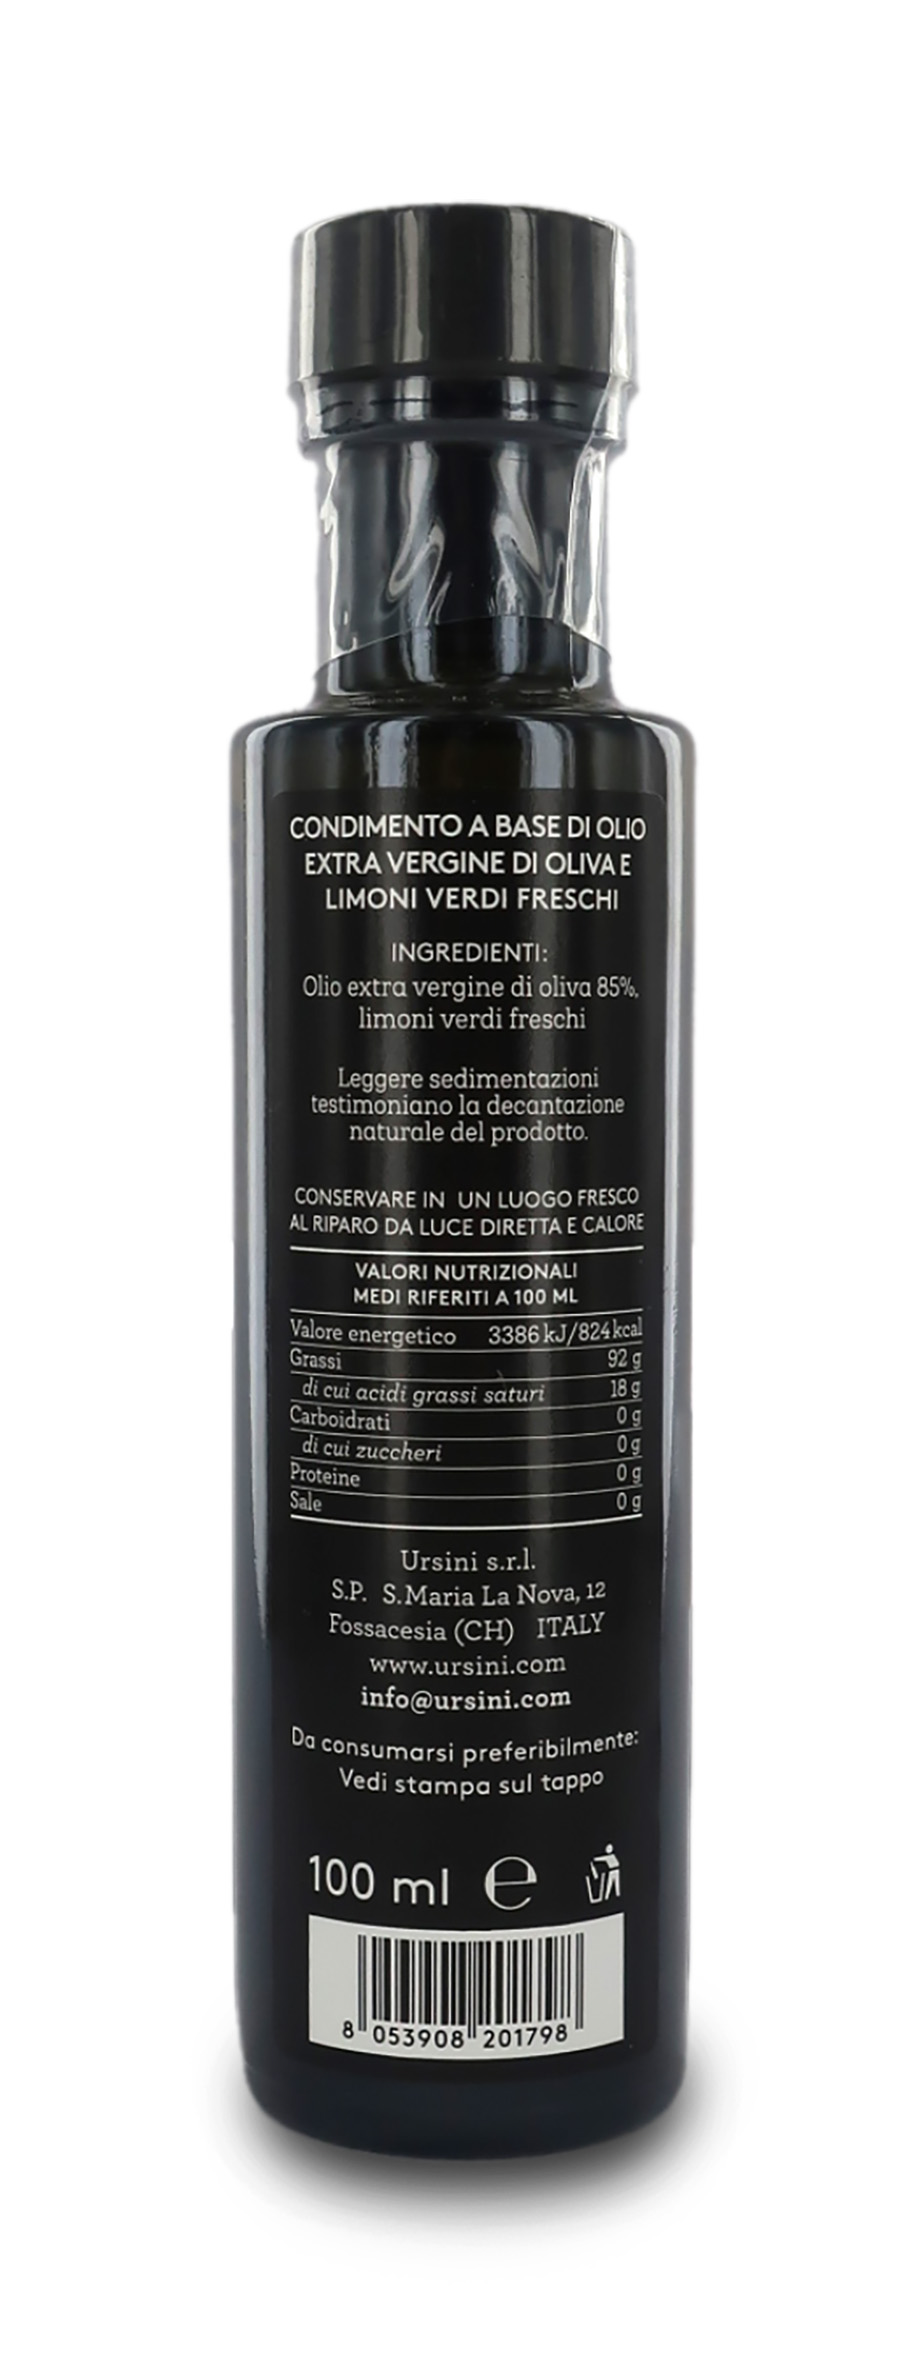 CONDIMENTO A BASE DI OLIO
EXTRA VERGINE DI OLIVA E
LIMONI VERDI FRESCHI
INGREDIENTI:
Olio extra vergine di oliva 85%,
limoni verdi freschi
Leggere sedimentazioni
testimoniano la decantazione
naturale del prodotto.
CONSERVARE IN UN LUOGO FRESCO
AL RIPARO DA LUCE DIRETTA E CALORE
VALORI NUTRIZIONALI
MEDI RIFERITI A 100 ML
Valore energetico 3386 kJ/824 kcal
Grassi 92 g
di cui acidi grassi saturi 18 g
Carboidrati 0 g
di cui zuccheri 0 g
Proteine 0 g
Sale 0 g
Ursini s.r.l.
S.P. S.Maria La Nova, 12
Fossacesia (CH) ITALY
www.ursini.com
info@ursini.com
Da consumarsi preferibilmente:
Vedi stampa sul tappo
100 ml ℮
8 053908 201798